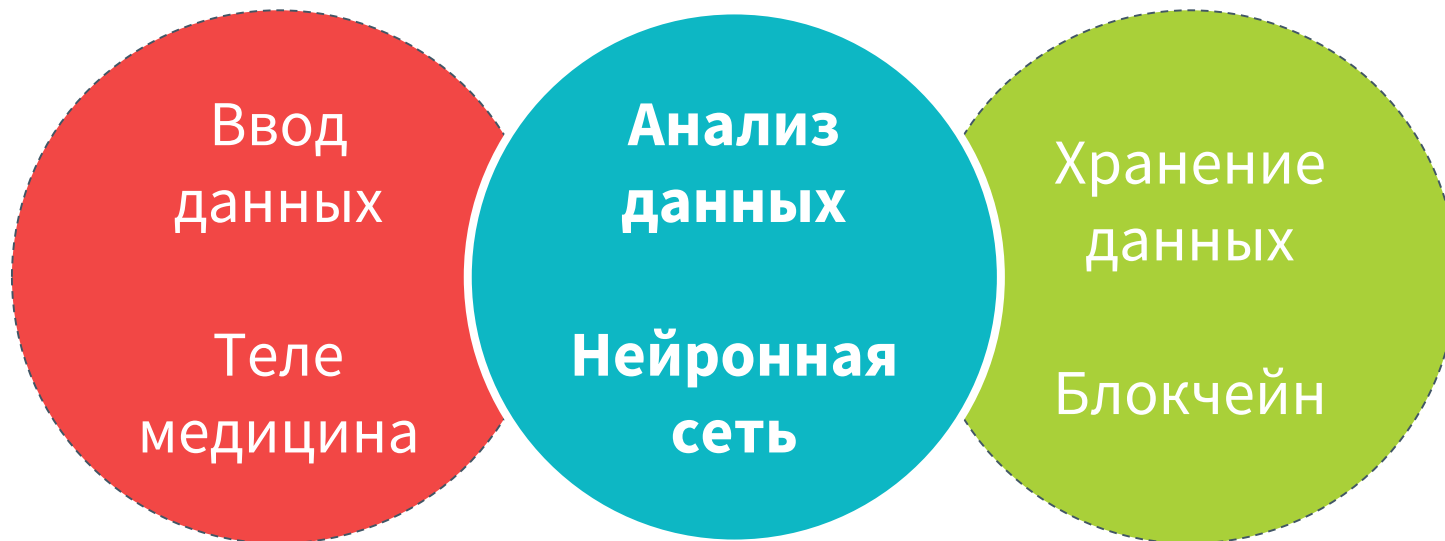 Ввод
данных
Теле
медицина
Анализ
данных
Нейронная
сеть
Хранение
данных
Блокчейн